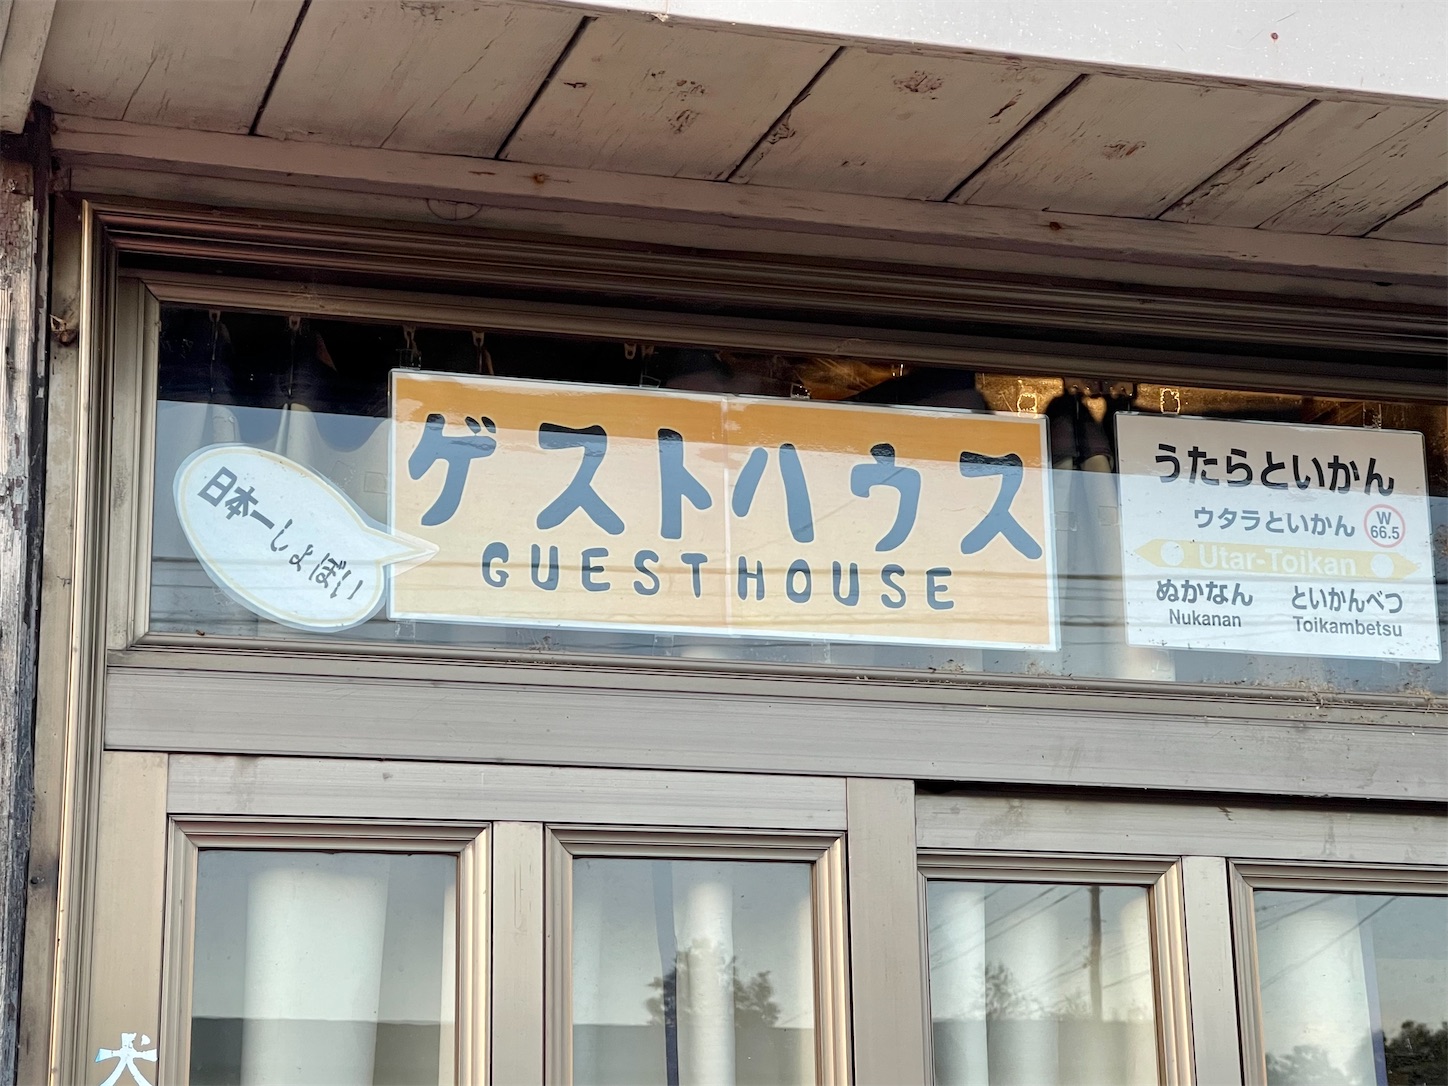 日本一しょぼい
ゲストハウス
GUESTHOUSE
うたらといかん
ウタラといかん
W
66.5
Utar-Toikan
ぬかなん
といかんべつ
Nukanan
Toikambetsu
犬